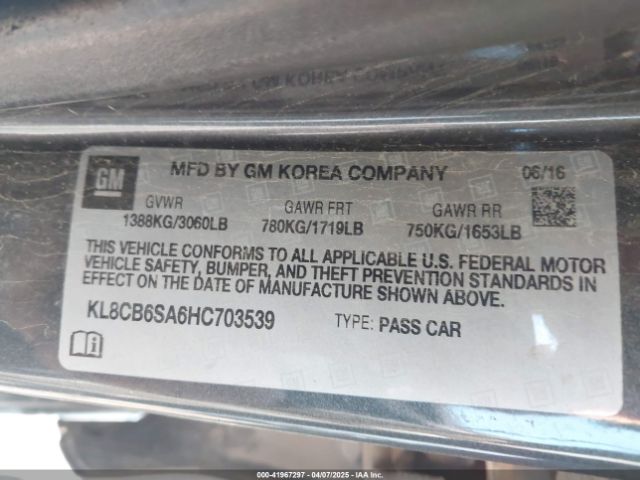 GM
MFD BY GM KOREA COMPANY 06/16
GVWR GAWR FRT GAWR RR
1388KG/3060LB 780KG/1719LB 750KG/1653LB
THIS VEHICLE CONFORMS TO ALL APPLICABLE U.S. FEDERAL MOTOR
VEHICLE SAFETY, BUMPER, AND THEFT PREVENTION STANDARDS IN
EFFECT ON THE DATE OF MANUFACTURE SHOWN ABOVE.
KL8CB6SA6HC703539 TYPE: PASS CAR
000-41967297 - 04/07/2025 - IAA Inc.